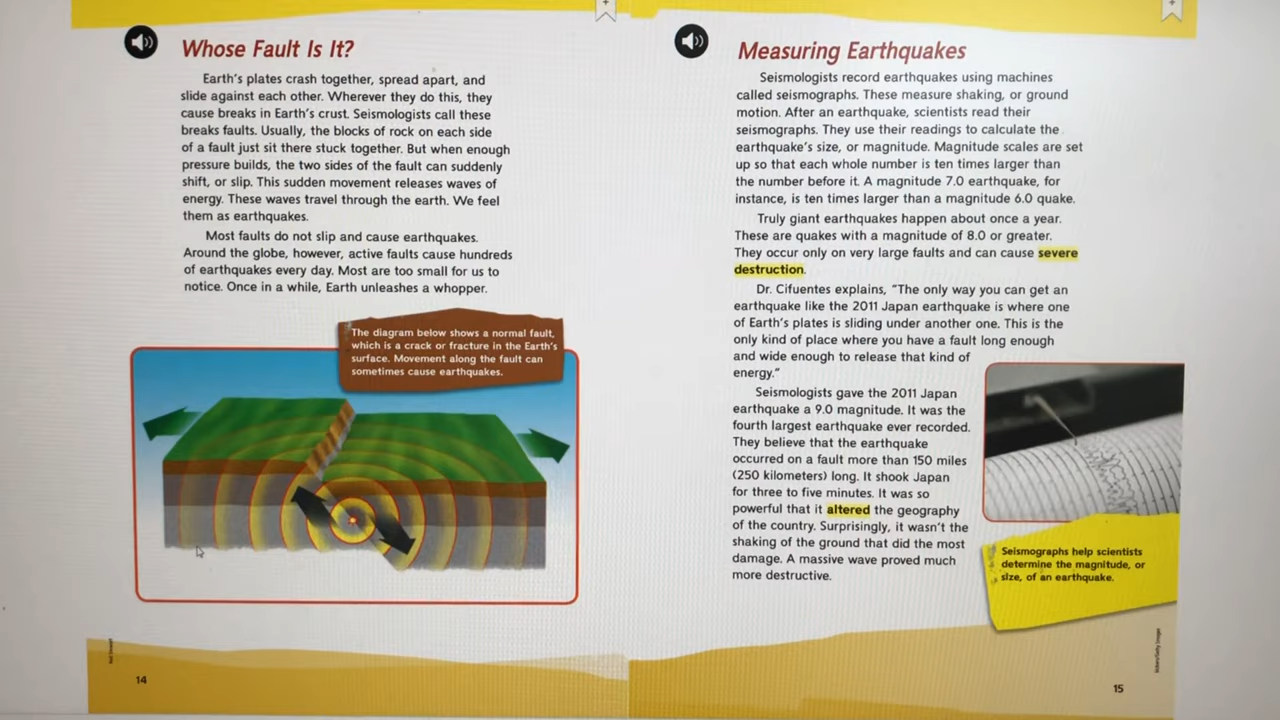 Whose Fault Is It?
Earth's plates crash together, spread apart, and
slide against each other. Wherever they do this, they
cause breaks in Earth's crust. Seismologists call these
breaks faults. Usually, the blocks of rock on each side
of a fault just sit there stuck together. But when enough
pressure builds, the two sides of the fault can suddenly
shift, or slip. This sudden movement releases waves of
energy. These waves travel through the earth. We feel
them as earthquakes.
Most faults do not slip and cause earthquakes.
Around the globe, however, active faults cause hundreds
of earthquakes every day. Most are too small for us to
notice. Once in a while, Earth unleashes a whopper.
The diagram below shows a normal fault,
which is a crack or fracture in the Earth's
surface. Movement along the fault can
sometimes cause earthquakes.
14
Measuring Earthquakes
Seismologists record earthquakes using machines
called seismographs. These measure shaking, or ground
motion. After an earthquake, scientists read their
seismographs. They use their readings to calculate the
earthquake's size, or magnitude. Magnitude scales are set
up so that each whole number is ten times larger than
the number before it. A magnitude 7.0 earthquake, for
instance, is ten times larger than a magnitude 6.0 quake.
Truly giant earthquakes happen about once a year.
These are quakes with a magnitude of 8.0 or greater.
They occur only on very large faults and can cause severe
destruction.
Dr. Cifuentes explains, "The only way you can get an
earthquake like the 2011 Japan earthquake is where one
of Earth's plates is sliding under another one. This is the
only kind of place where you have a fault long enough
and wide enough to release that kind of
energy."
Seismologists gave the 2011 Japan
earthquake a 9.0 magnitude. It was the
fourth largest earthquake ever recorded.
They believe that the earthquake
occurred on a fault more than 150 miles
(250 kilometers) long. It shook Japan
for three to five minutes. It was so
powerful that it altered the geography
of the country. Surprisingly, it wasn't the
shaking of the ground that did the most
damage. A massive wave proved much
more destructive.
Seismographs help scientists
determine the magnitude, or
size, of an earthquake.
15